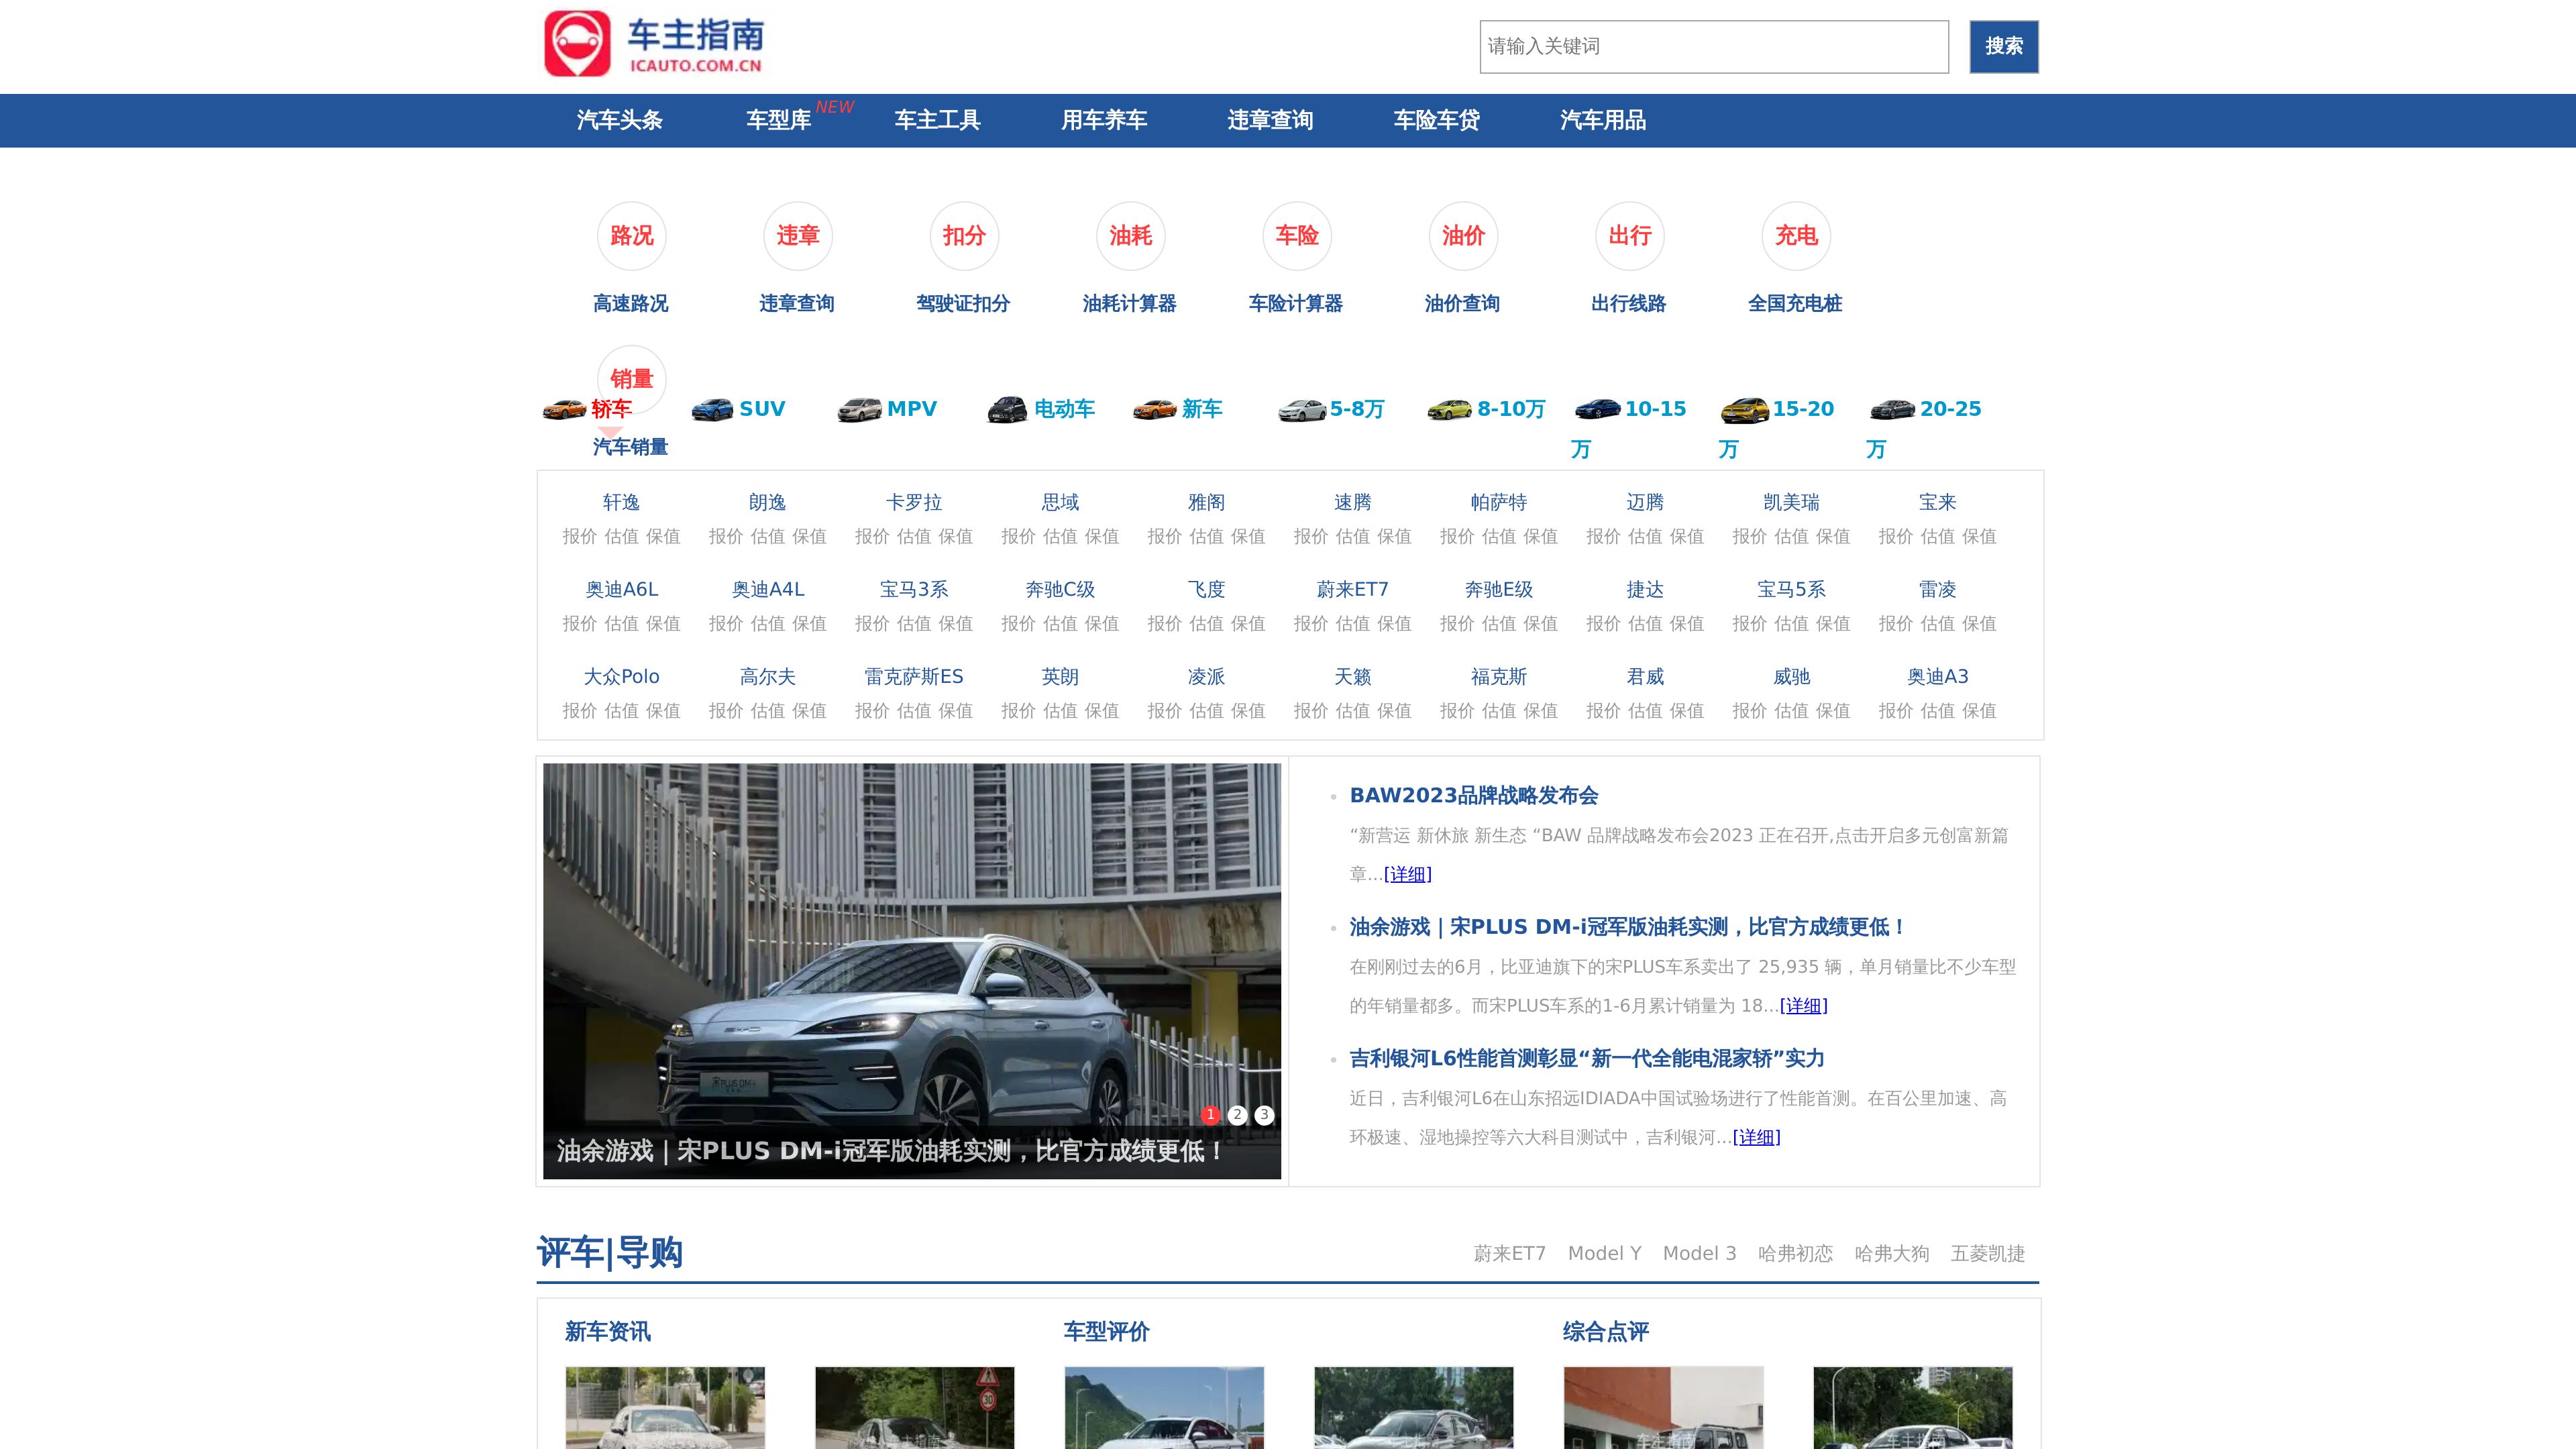 车主指南
ICAUTO.COM.CN
请输入关键词
搜索
汽车头条 车型库 NEW 车主工具 用车养车 违章查询 车险车贷 汽车用品
路况 违章 扣分 油耗 车险 油价 出行 充电
高速路况 违章查询 驾驶证扣分 油耗计算器 车险计算器 油价查询 出行线路 全国充电桩
销量
轿车 SUV MPV 电动车 新车 5-8万 8-10万 10-15万 15-20万 20-25万
汽车销量
轩逸 朗逸 卡罗拉 思域 雅阁 速腾 帕萨特 迈腾 凯美瑞 宝来
报价 估值 保值 报价 估值 保值 报价 估值 保值 报价 估值 保值 报价 估值 保值 报价 估值 保值 报价 估值 保值 报价 估值 保值 报价 估值 保值 报价 估值 保值
奥迪A6L 奥迪A4L 宝马3系 奔驰C级 飞度 蔚来ET7 奔驰E级 捷达 宝马5系 雷凌
报价 估值 保值 报价 估值 保值 报价 估值 保值 报价 估值 保值 报价 估值 保值 报价 估值 保值 报价 估值 保值 报价 估值 保值 报价 估值 保值 报价 估值 保值
大众Polo 高尔夫 雷克萨斯ES 英朗 凌派 天籁 福克斯 君威 威驰 奥迪A3
报价 估值 保值 报价 估值 保值 报价 估值 保值 报价 估值 保值 报价 估值 保值 报价 估值 保值 报价 估值 保值 报价 估值 保值 报价 估值 保值 报价 估值 保值
1 2 3
油余游戏｜宋PLUS DM-i冠军版油耗实测，比官方成绩更低！
BAW2023品牌战略发布会
“新营运 新休旅 新生态 “BAW 品牌战略发布会2023 正在召开,点击开启多元创富新篇
章...[详细]
油余游戏｜宋PLUS DM-i冠军版油耗实测，比官方成绩更低！
在刚刚过去的6月，比亚迪旗下的宋PLUS车系卖出了 25,935 辆，单月销量比不少车型
的年销量都多。而宋PLUS车系的1-6月累计销量为 18...[详细]
吉利银河L6性能首测彰显“新一代全能电混家轿”实力
近日，吉利银河L6在山东招远IDIADA中国试验场进行了性能首测。在百公里加速、高
环极速、湿地操控等六大科目测试中，吉利银河...[详细]
评车|导购
蔚来ET7 Model Y Model 3 哈弗初恋 哈弗大狗 五菱凯捷
新车资讯 车型评价 综合点评